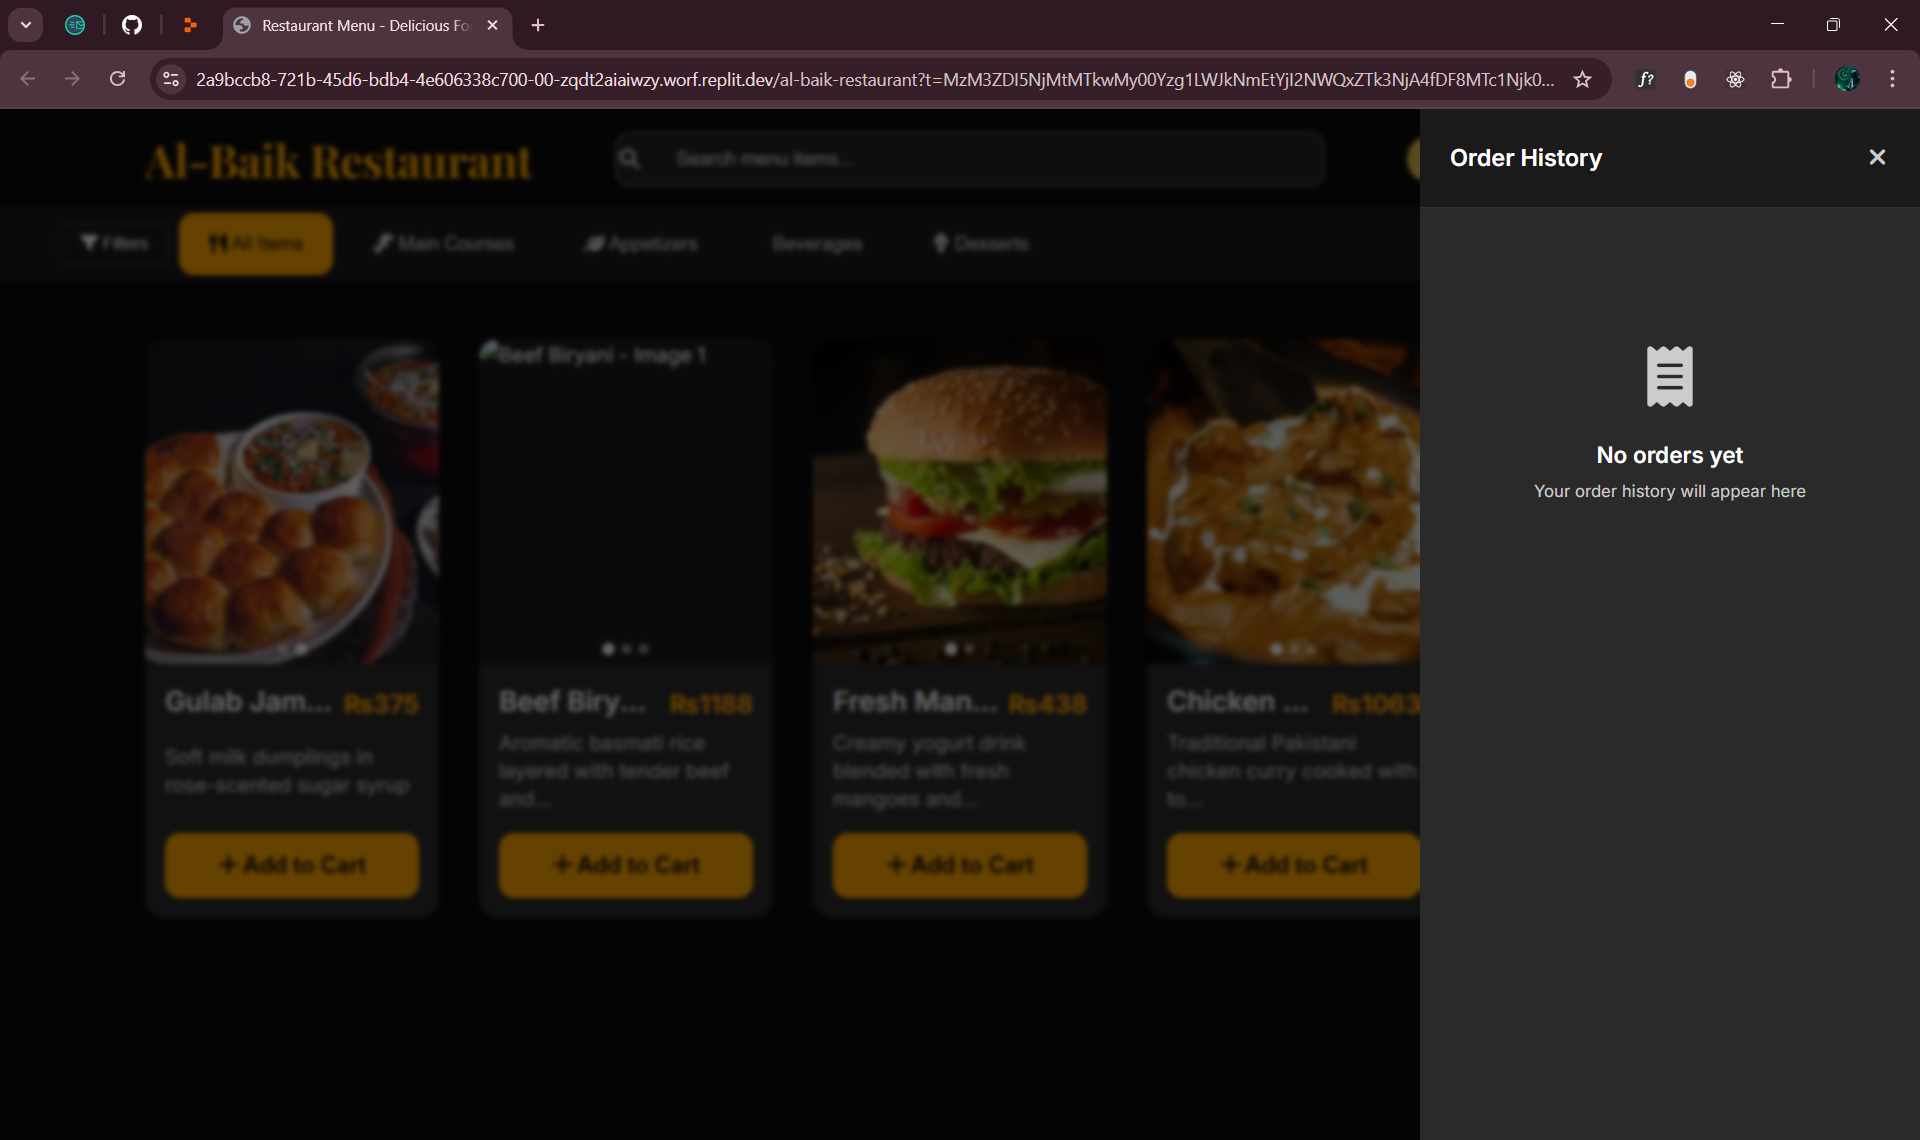 Restaurant Menu - Delicious Fo
2a9bccb8-721b-45d6-bdb4-4e606338c700-00-zqdt2aiaiwzy.worf.replit.dev/al-baik-restaurant?t=MzM3ZDI5NjMtMTkwMy00Yzg1LWJkNmEtYjI2NWQxZTk3NjA4fDF8MTc1Njk0...
f?
Al-Baik Restaurant
Search menu items...
Order History
Filters
All Items
Main Courses
Appetizers
Beverages
Desserts
Beef Biryani - Image 1
No orders yet
Your order history will appear here
Gulab Jam... Rs375
Soft milk dumplings in
rose-scented sugar syrup
+ Add to Cart
Beef Biry... Rs1188
Aromatic basmati rice
layered with tender beef
and...
+ Add to Cart
Fresh Man... Rs438
Creamy yogurt drink
blended with fresh
mangoes and...
+ Add to Cart
Chicken ... Rs1063
Traditional Pakistani
chicken curry cooked with
to...
+ Add to Cart